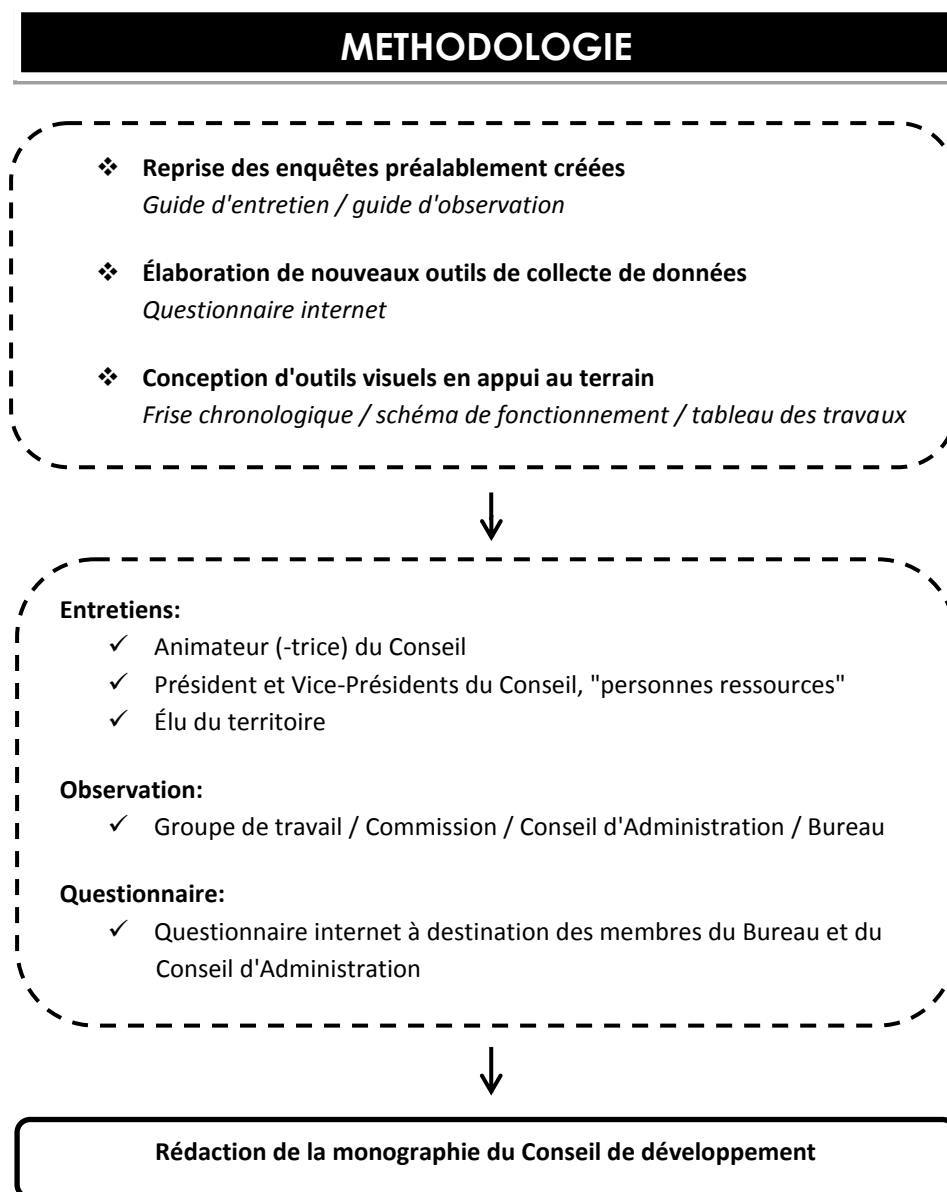 METHODOLOGIE
❖ Reprise des enquêtes préalablement créées
Guide d'entretien / guide d'observation
❖ Élaboration de nouveaux outils de collecte de données
Questionnaire internet
❖ Conception d'outils visuels en appui au terrain
Frise chronologique / schéma de fonctionnement / tableau des travaux
Entretiens:
✓ Animateur (-trice) du Conseil
✓ Président et Vice-Présidents du Conseil, "personnes ressources"
✓ Élu du territoire
Observation:
✓ Groupe de travail / Commission / Conseil d'Administration / Bureau
Questionnaire:
✓ Questionnaire internet à destination des membres du Bureau et du
Conseil d'Administration
Rédaction de la monographie du Conseil de développement